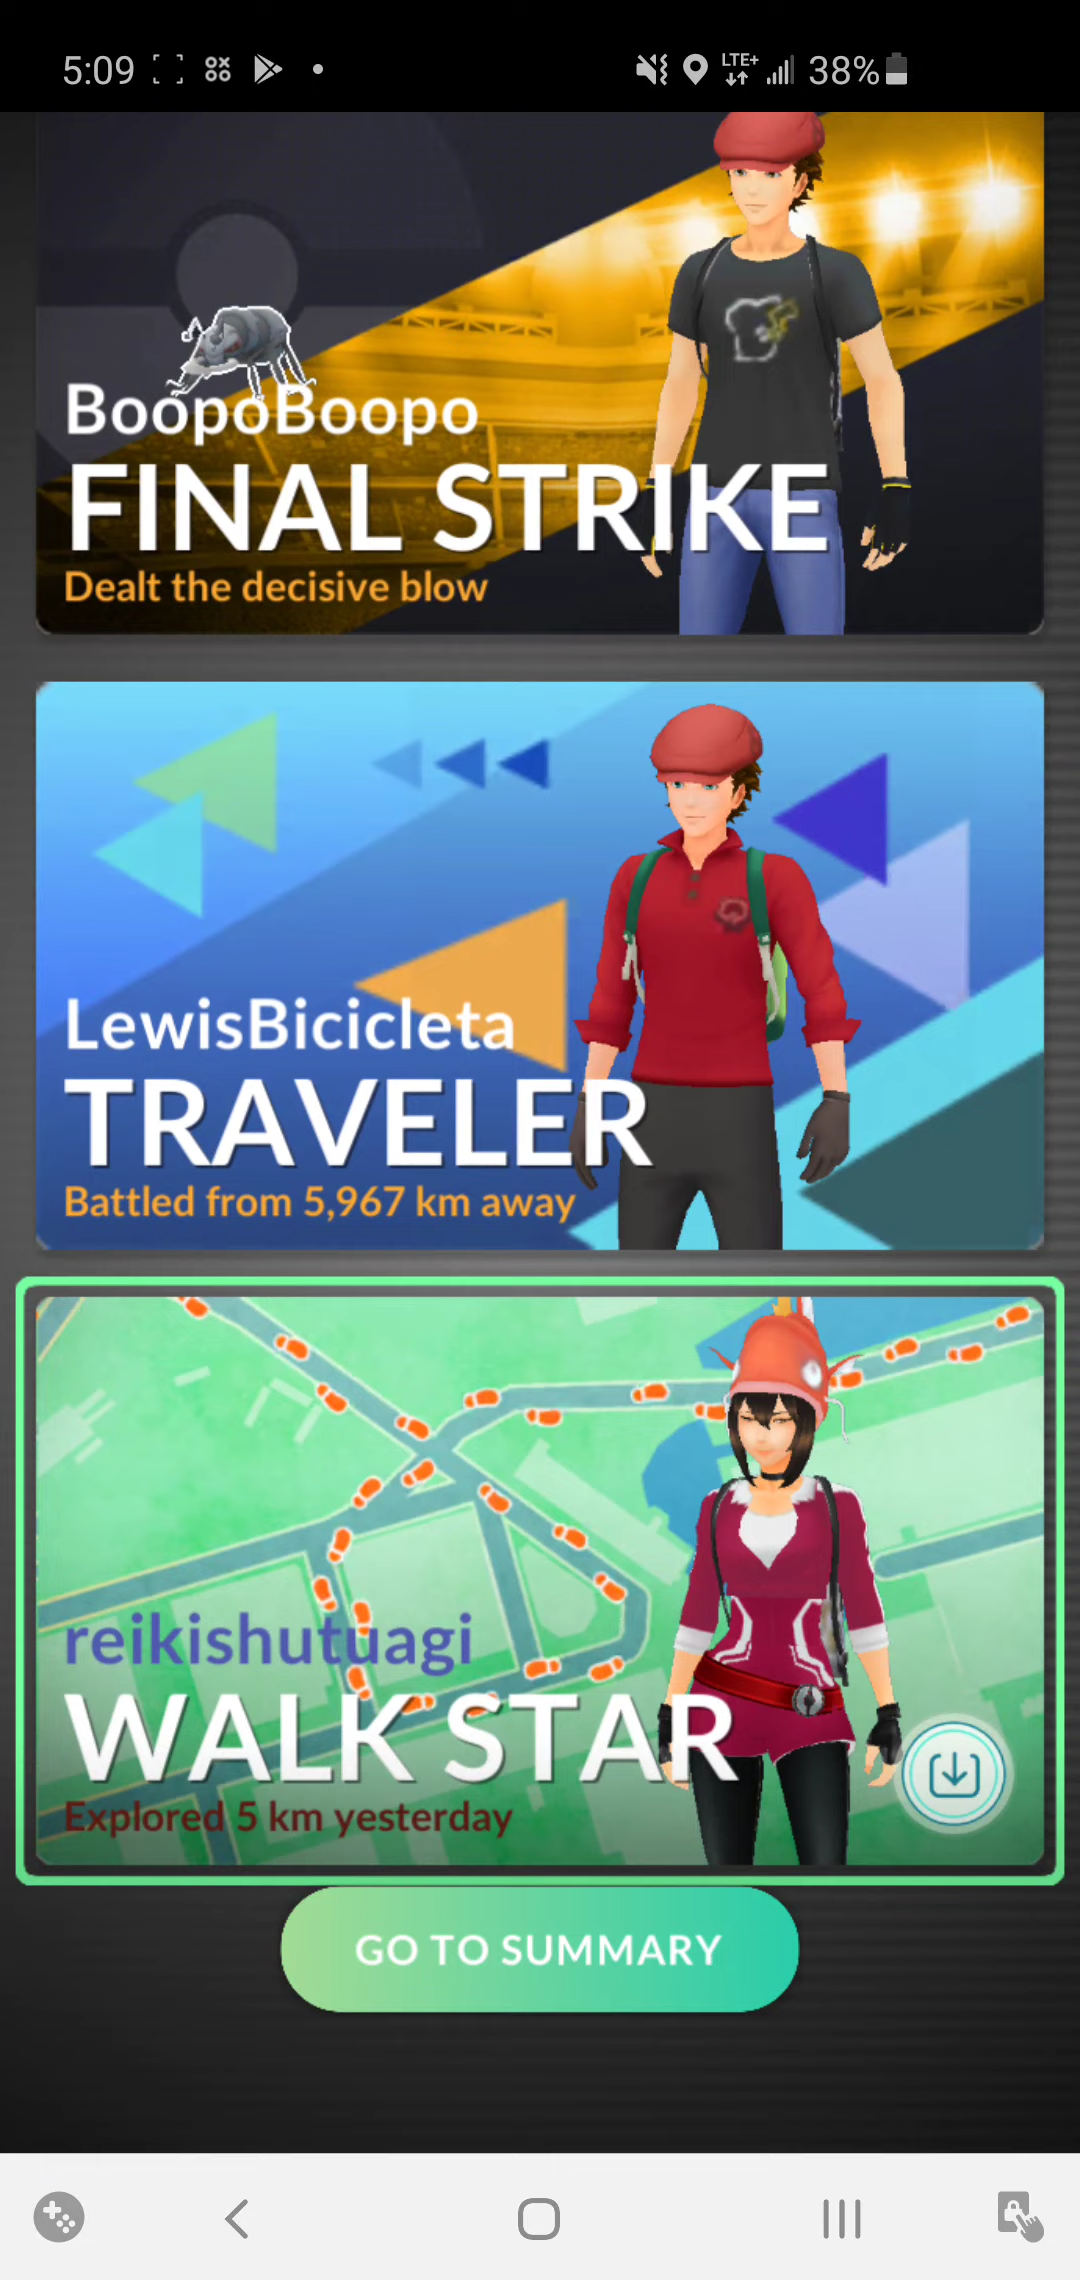 5:09
LTE+
38%
BoopoBoopo
FINAL STRIKE
Dealt the decisive blow
LewisBicicleta
TRAVELER
Battled from 5,967 km away
reikishutuagi
WALK STAR
Explored 5 km yesterday
GO TO SUMMARY